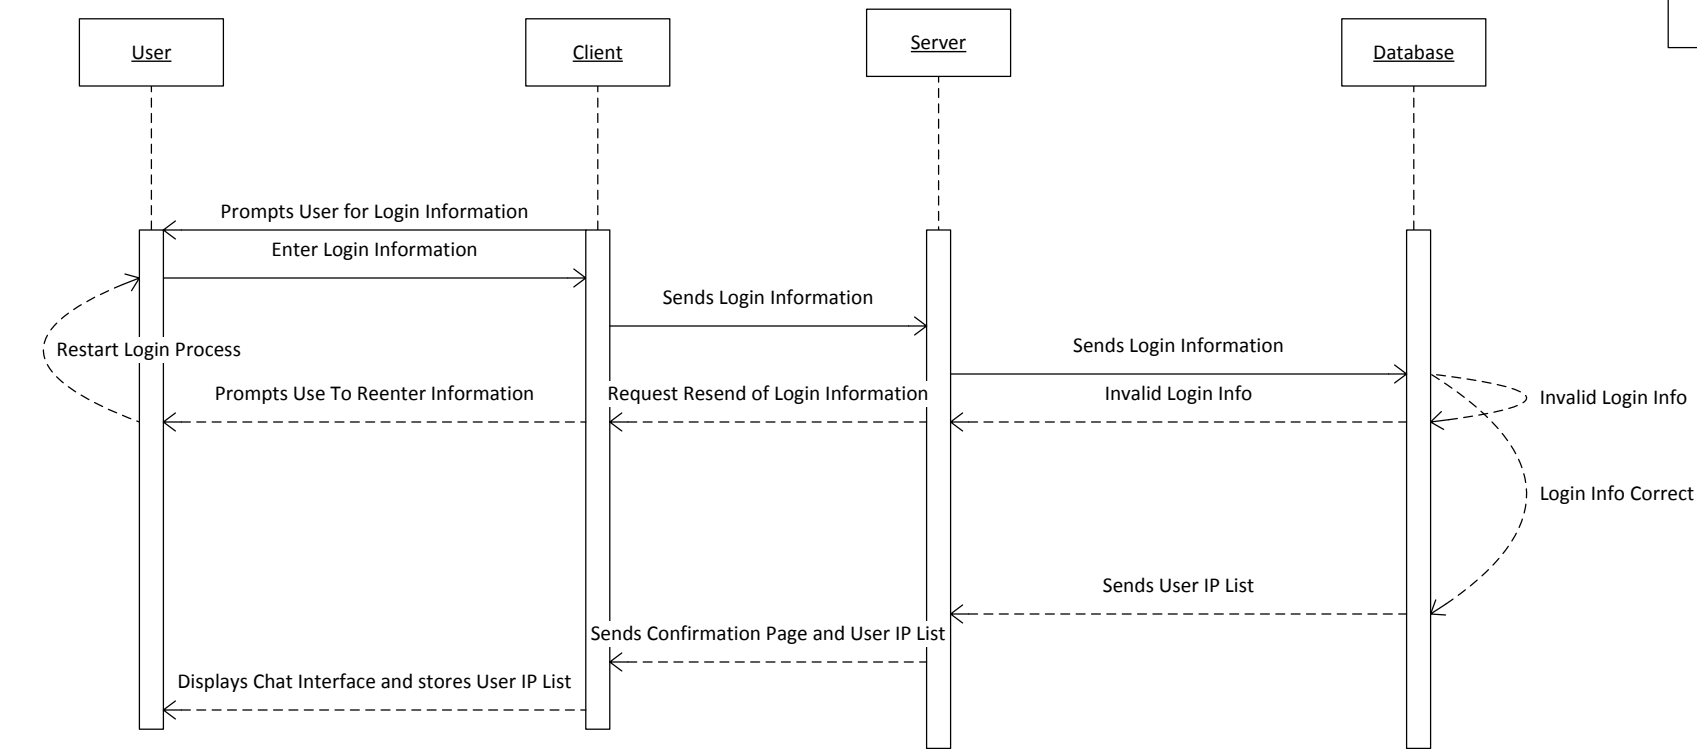 User
Client
Server
Database
Prompts User for Login Information
Enter Login Information
Sends Login Information
Sends Login Information
Restart Login Process
Prompts Use To Reenter Information
Request Resend of Login Information
Invalid Login Info
Invalid Login Info
Login Info Correct
Sends User IP List
Sends Confirmation Page and User IP List
Displays Chat Interface and stores User IP List